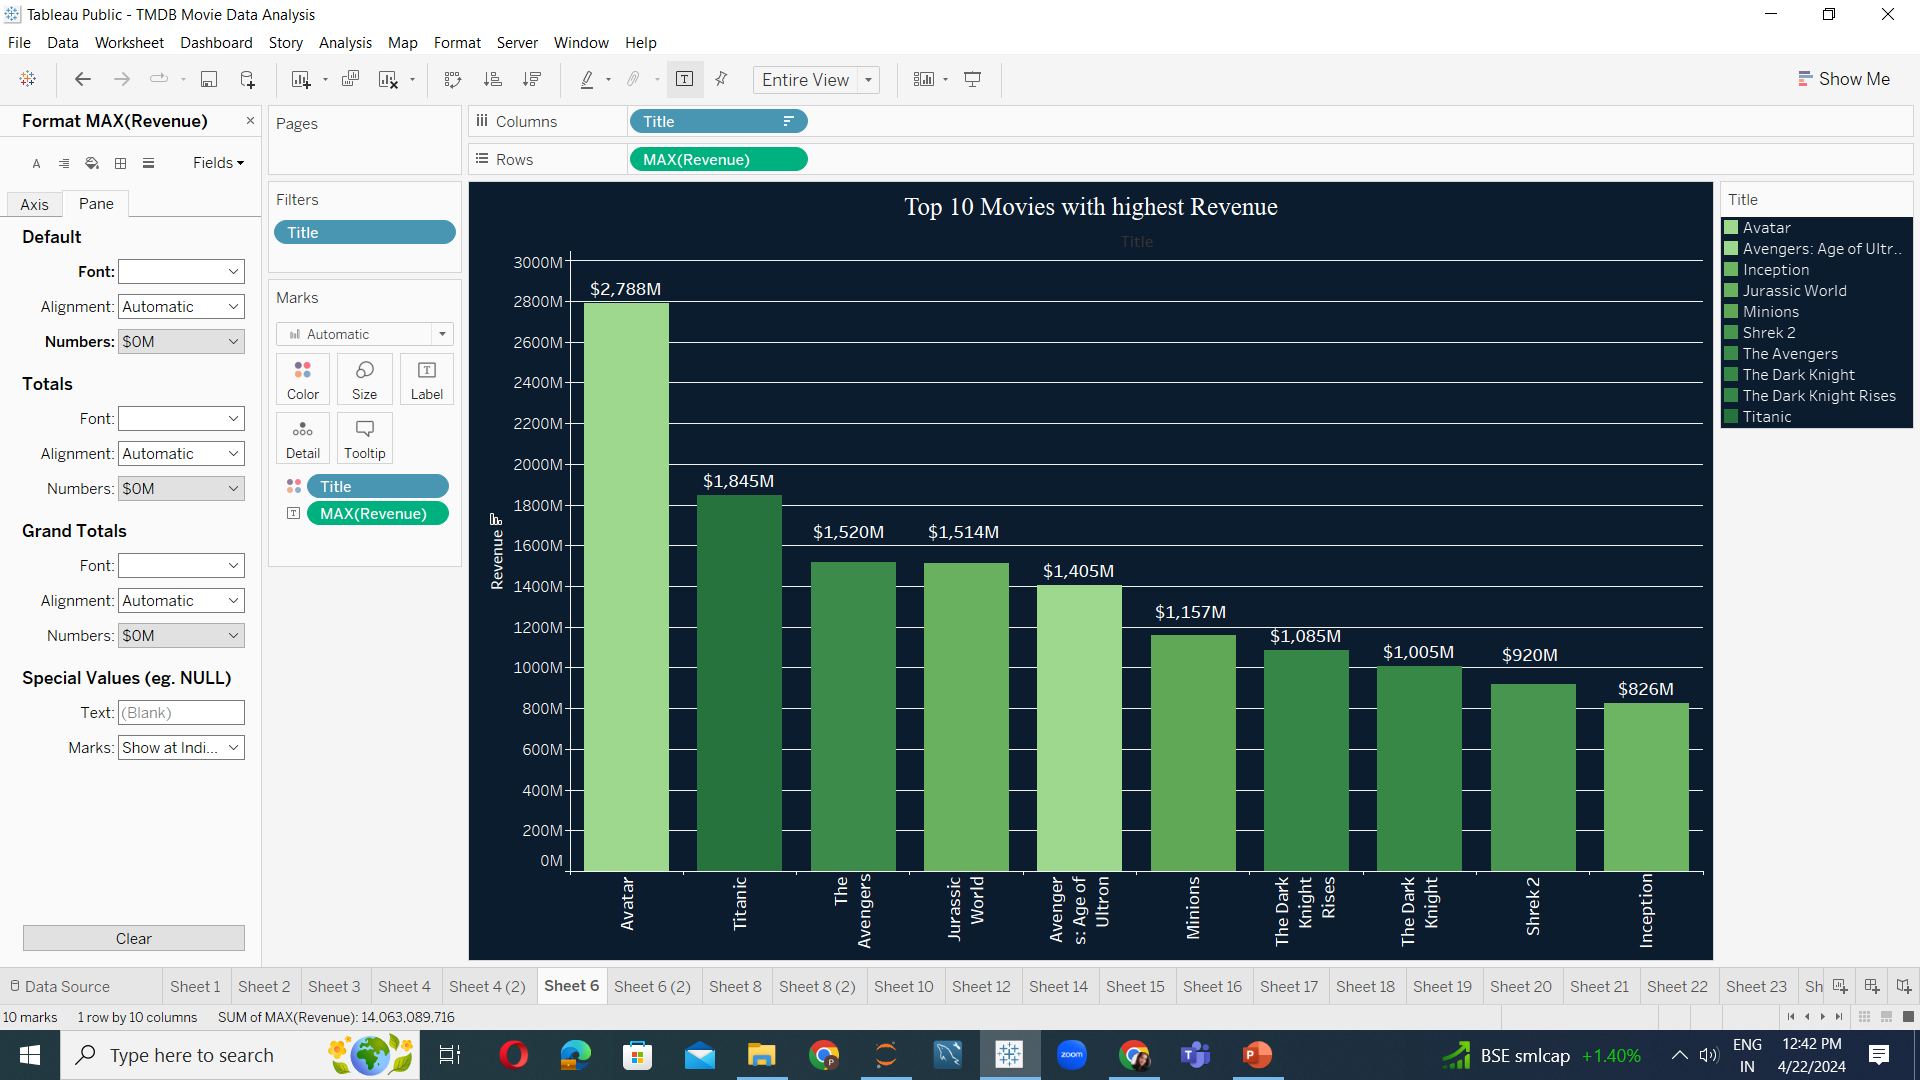 Tableau Public - TMDB Movie Data Analysis
File Data Worksheet Dashboard Story Analysis Map Format Server Window Help
Entire View
Show Me
Format MAX(Revenue)
Fields
Axis Pane
Default
Font:
Alignment: Automatic
Numbers: $0M
Totals
Font:
Alignment: Automatic
Numbers: $0M
Grand Totals
Font:
Alignment: Automatic
Numbers: $0M
Special Values (eg. NULL)
Text: (Blank)
Marks: Show at Indi...
Clear
Pages
Filters
Title
Marks
Automatic
Color Size Label
Detail Tooltip
Title
MAX(Revenue)
Columns Title
Rows MAX(Revenue)
Top 10 Movies with highest Revenue
Title
Revenue
3000M
2800M
2600M
2400M
2200M
2000M
1800M
1600M
1400M
1200M
1000M
800M
600M
400M
200M
0M
$2,788M
$1,845M
$1,520M
$1,514M
$1,405M
$1,157M
$1,085M
$1,005M
$920M
$826M
Avatar
Titanic
The
Avengers
Jurassic
World
Avenger
s: Age of
Ultron
Minions
The Dark
Knight
Rises
The Dark
Knight
Shrek 2
Inception
Title
Avatar
Avengers: Age of Ultr..
Inception
Jurassic World
Minions
Shrek 2
The Avengers
The Dark Knight
The Dark Knight Rises
Titanic
Data Source Sheet 1 Sheet 2 Sheet 3 Sheet 4 Sheet 4 (2) Sheet 6 Sheet 6 (2) Sheet 8 Sheet 8 (2) Sheet 10 Sheet 12 Sheet 14 Sheet 15 Sheet 16 Sheet 17 Sheet 18 Sheet 19 Sheet 20 Sheet 21 Sheet 22 Sheet 23 Sh
10 marks 1 row by 10 columns SUM of MAX(Revenue): 14,063,089,716
Type here to search
zoom
BSE smlcap +1.40%
ENG
IN
12:42 PM
4/22/2024